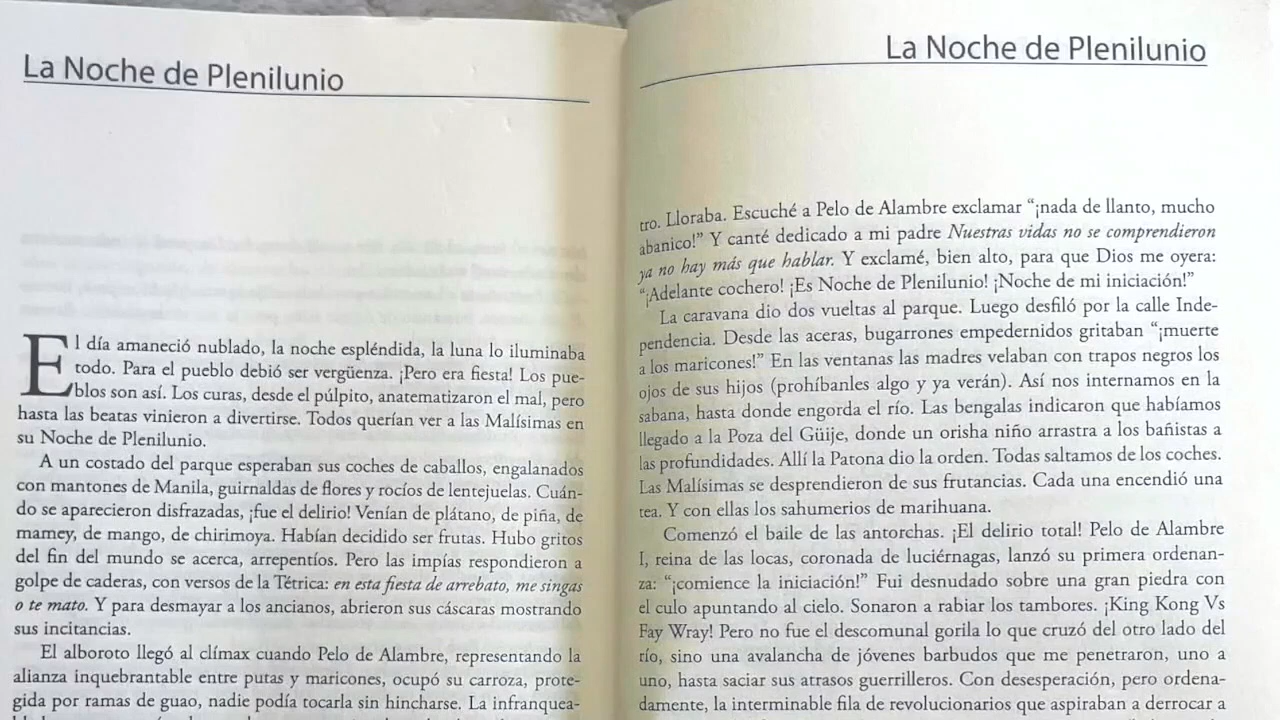 La Noche de Plenilunio
El día amaneció nublado, la noche espléndida, la luna lo iluminaba
todo. Para el pueblo debió ser vergüenza. ¡Pero era fiesta! Los pue-
blos son así. Los curas, desde el púlpito, anatematizaron el mal, pero
hasta las beatas vinieron a divertirse. Todos querían ver a las Malísimas en
su Noche de Plenilunio.
A un costado del parque esperaban sus coches de caballos, engalanados
con mantones de Manila, guirnaldas de flores y rocíos de lentejuelas. Cuán-
do se aparecieron disfrazadas, ¡fue el delirio! Venían de plátano, de piña, de
mamey, de mango, de chirimoya. Habían decidido ser frutas. Hubo gritos
del fin del mundo se acerca, arrepentíos. Pero las impías respondieron a
golpe de caderas, con versos de la Tétrica: en esta fiesta de arrebato, me singas
o te mato. Y para desmayar a los ancianos, abrieron sus cáscaras mostrando
sus incitancias.
El alboroto llegó al clímax cuando Pelo de Alambre, representando la
alianza inquebrantable entre putas y maricones, ocupó su carroza, prote-
gida por ramas de guao, nadie podía tocarla sin hincharse. La infranquea-
La Noche de Plenilunio
tro. Lloraba. Escuché a Pelo de Alambre exclamar “¡nada de llanto, mucho
abanico!” Y canté dedicado a mi padre Nuestras vidas no se comprendieron
ya no hay más que hablar. Y exclamé, bien alto, para que Dios me oyera:
“¡Adelante cochero! ¡Es Noche de Plenilunio! ¡Noche de mi iniciación!”
La caravana dio dos vueltas al parque. Luego desfiló por la calle Inde-
pendencia. Desde las aceras, bugarrones empedernidos gritaban “¡muerte
a los maricones!” En las ventanas las madres velaban con trapos negros los
ojos de sus hijos (prohíbanles algo y ya verán). Así nos internamos en la
sabana, hasta donde engorda el río. Las bengalas indicaron que habíamos
llegado a la Poza del Güije, donde un orisha niño arrastra a los bañistas a
las profundidades. Allí la Patona dio la orden. Todas saltamos de los coches.
Las Malísimas se desprendieron de sus frutancias. Cada una encendió una
tea. Y con ellas los sahumerios de marihuana.
Comenzó el baile de las antorchas. ¡El delirio total! Pelo de Alambre
I, reina de las locas, coronada de luciérnagas, lanzó su primera ordenan-
za: “¡comience la iniciación!” Fui desnudado sobre una gran piedra con
el culo apuntando al cielo. Sonaron a rabiar los tambores. ¡King Kong Vs
Fay Wray! Pero no fue el descomunal gorila lo que cruzó del otro lado del
río, sino una avalancha de jóvenes barbudos que me penetraron, uno a
uno, hasta saciar sus atrasos guerrilleros. Con desesperación, pero ordena-
damente, la interminable fila de revolucionarios que aspiraban a derrocar a